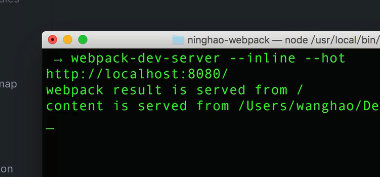 ules
ninghao-webpack — node /usr/local/bin/
→ webpack-dev-server --inline --hot
http://localhost:8080/
webpack result is served from /
map
content is served from /Users/wanghao/De
_
on